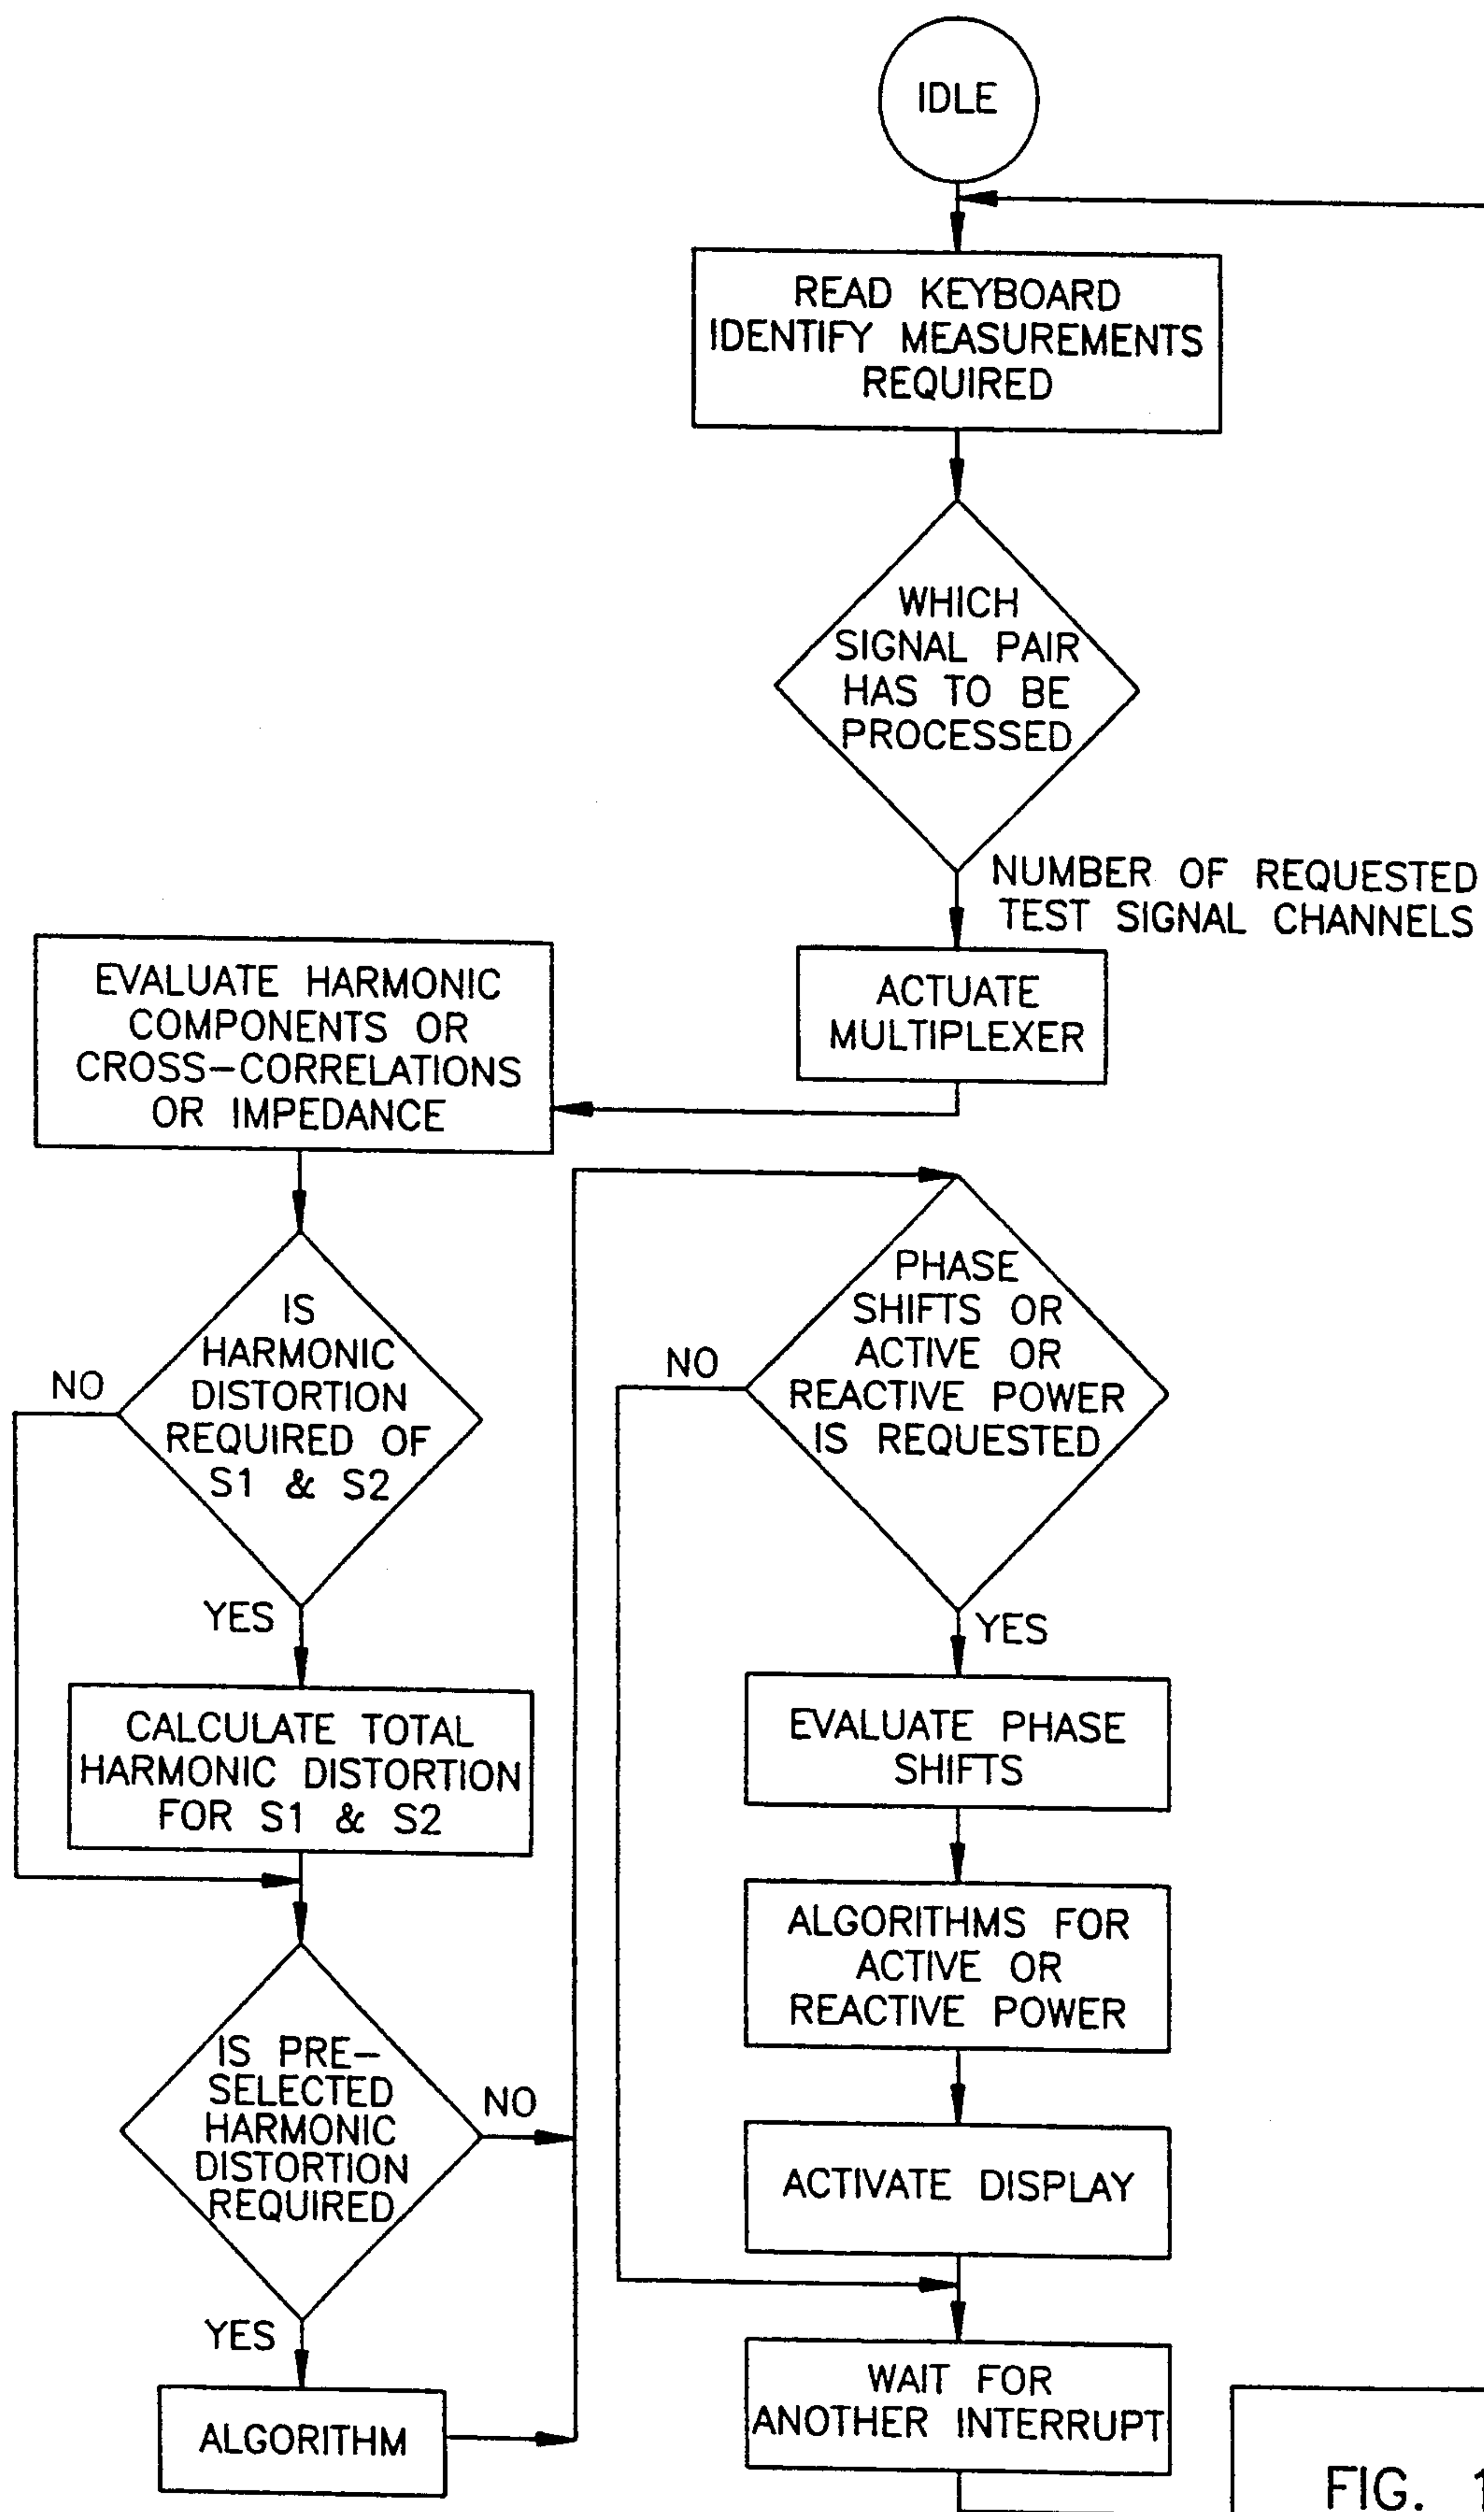 IDLE
READ KEYBOARD
IDENTIFY MEASUREMENTS
REQUIRED
WHICH
SIGNAL PAIR
HAS TO BE
PROCESSED
NUMBER OF REQUESTED
TEST SIGNAL CHANNELS
ACTUATE
MULTIPLEXER
EVALUATE HARMONIC
COMPONENTS OR
CROSS-CORRELATIONS
OR IMPEDANCE
IS
HARMONIC
DISTORTION
REQUIRED OF
S1 & S2
NO
YES
CALCULATE TOTAL
HARMONIC DISTORTION
FOR S1 & S2
IS PRE-
SELECTED
HARMONIC
DISTORTION
REQUIRED
NO
YES
ALGORITHM
PHASE
SHIFTS OR
ACTIVE OR
REACTIVE POWER
IS REQUESTED
NO
YES
EVALUATE PHASE
SHIFTS
ALGORITHMS FOR
ACTIVE OR
REACTIVE POWER
ACTIVATE DISPLAY
WAIT FOR
ANOTHER INTERRUPT
FIG.